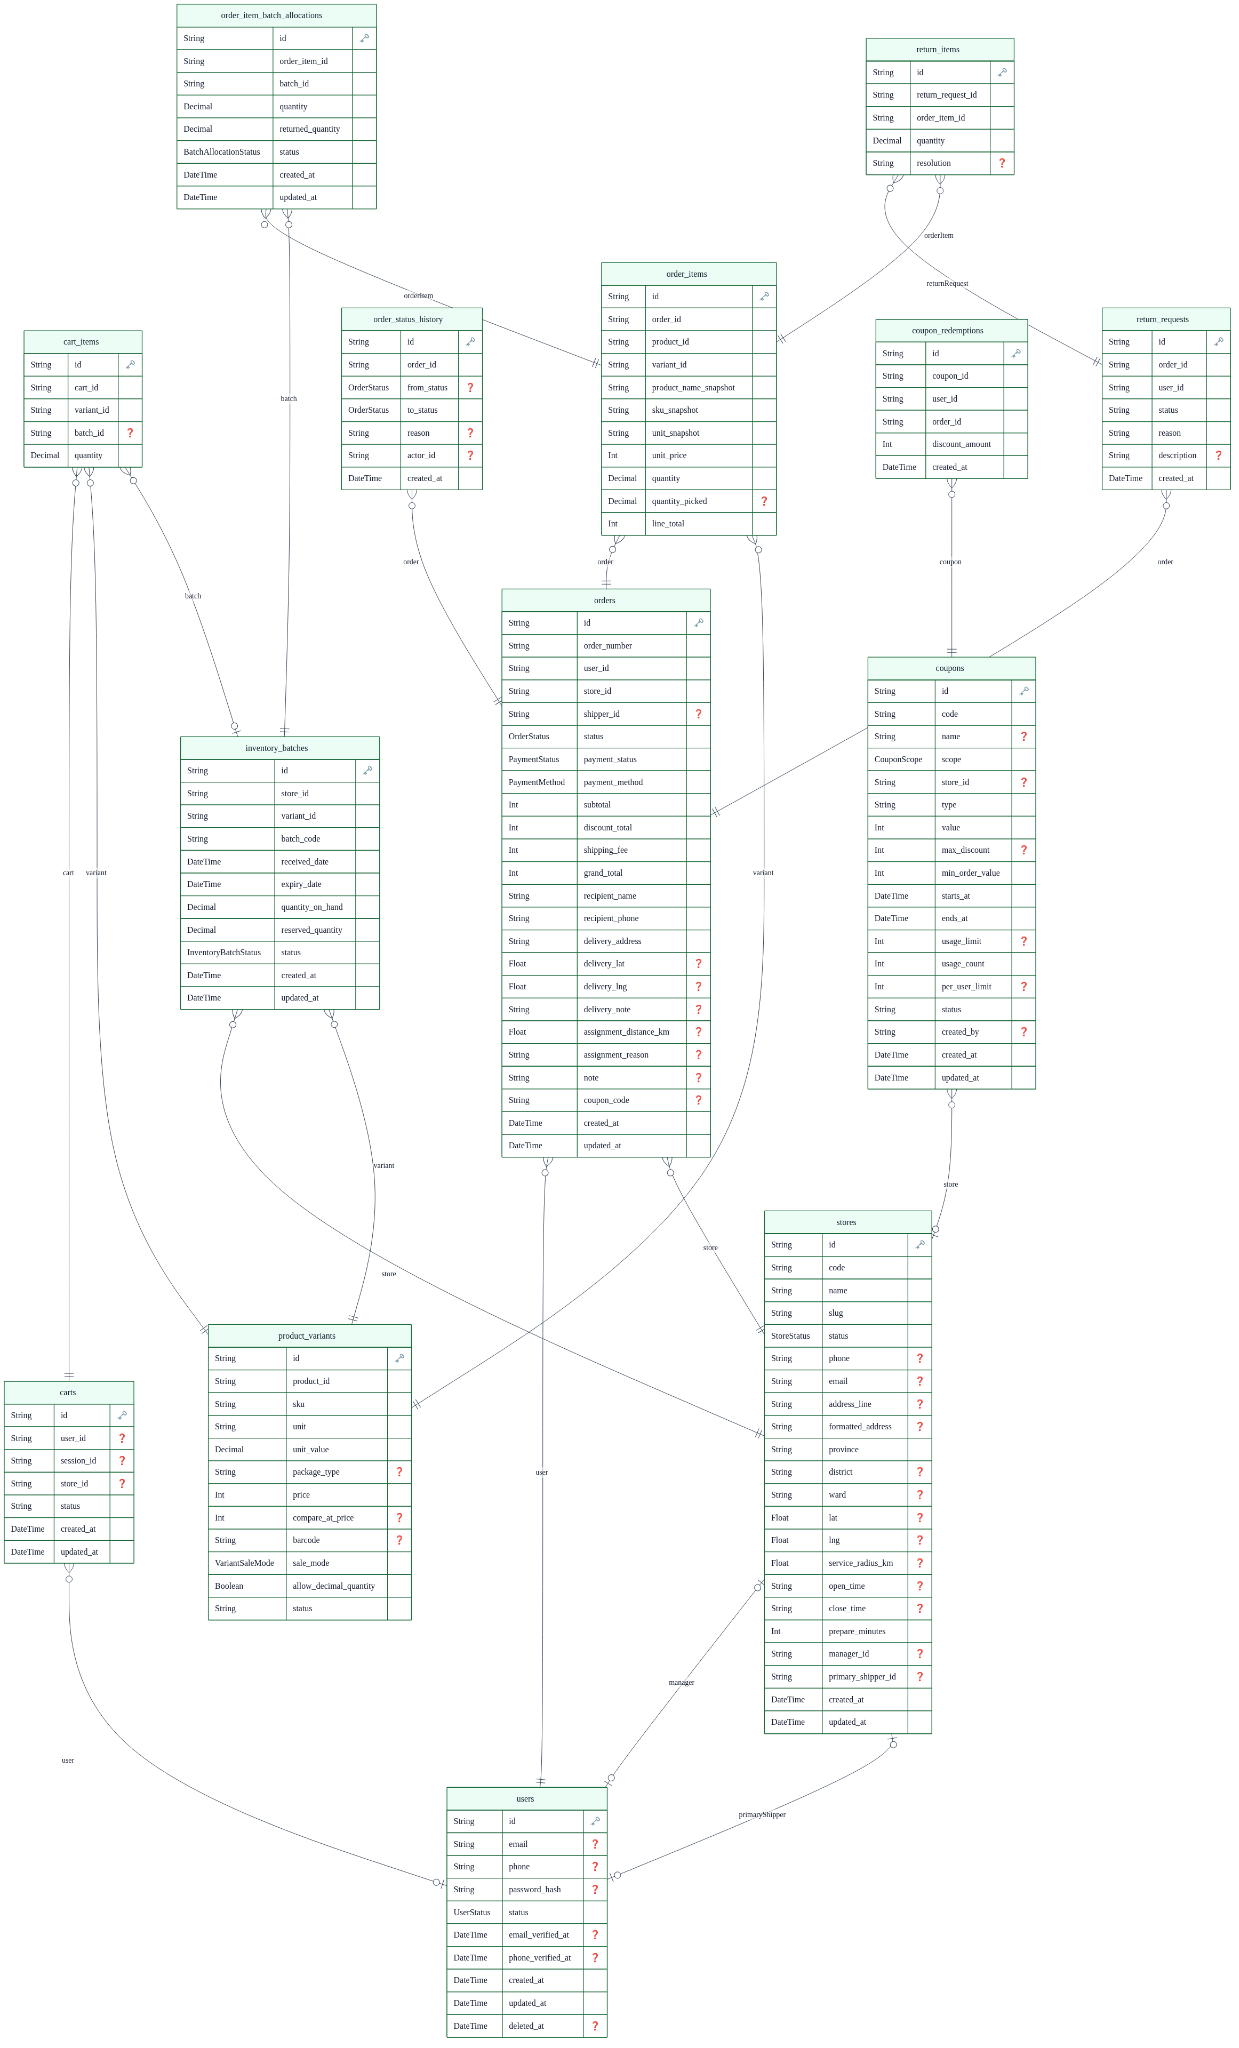 order_item_batch_allocations
String id
String order_item_id
String batch_id
Decimal quantity
Decimal returned_quantity
BatchAllocationStatus status
DateTime created_at
DateTime updated_at
return_items
String id
String return_request_id
String order_item_id
Decimal quantity
String resolution ?
orderItem
returnRequest
orderItem
batch
order_items
String id
String order_id
String product_id
String variant_id
String product_name_snapshot
String sku_snapshot
String unit_snapshot
Int unit_price
Decimal quantity
Decimal quantity_picked ?
Int line_total
order_status_history
String id
String order_id
OrderStatus from_status ?
OrderStatus to_status
String reason ?
String actor_id ?
DateTime created_at
coupon_redemptions
String id
String coupon_id
String user_id
String order_id
Int discount_amount
DateTime created_at
return_requests
String id
String order_id
String user_id
String status
String reason
String description ?
DateTime created_at
cart_items
String id
String cart_id
String variant_id
String batch_id ?
Decimal quantity
order
order
coupon
order
batch
cart
variant
variant
orders
String id
String order_number
String user_id
String store_id
String shipper_id ?
OrderStatus status
PaymentStatus payment_status
PaymentMethod payment_method
Int subtotal
Int discount_total
Int shipping_fee
Int grand_total
String recipient_name
String recipient_phone
String delivery_address
Float delivery_lat ?
Float delivery_lng ?
String delivery_note ?
Float assignment_distance_km ?
String assignment_reason ?
String note ?
String coupon_code ?
DateTime created_at
DateTime updated_at
coupons
String id
String code
String name ?
CouponScope scope
String store_id ?
String type
Int value
Int max_discount ?
Int min_order_value
DateTime starts_at
DateTime ends_at
Int usage_limit ?
Int usage_count
Int per_user_limit ?
String status
String created_by ?
DateTime created_at
DateTime updated_at
inventory_batches
String id
String store_id
String variant_id
String batch_code
DateTime received_date
DateTime expiry_date
Decimal quantity_on_hand
Decimal reserved_quantity
InventoryBatchStatus status
DateTime created_at
DateTime updated_at
variant
store
store
store
stores
String id
String code
String name
String slug
StoreStatus status
String phone ?
String email ?
String address_line ?
String formatted_address ?
String province
String district ?
String ward ?
Float lat ?
Float lng ?
Float service_radius_km ?
String open_time ?
String close_time ?
Int prepare_minutes
String manager_id ?
String primary_shipper_id ?
DateTime created_at
DateTime updated_at
product_variants
String id
String product_id
String sku
String unit
Decimal unit_value
String package_type ?
Int price
Int compare_at_price ?
String barcode ?
VariantSaleMode sale_mode
Boolean allow_decimal_quantity
String status
carts
String id
String user_id ?
String session_id ?
String store_id ?
String status
DateTime created_at
DateTime updated_at
user
manager
user
primaryShipper
users
String id
String email ?
String phone ?
String password_hash ?
UserStatus status
DateTime email_verified_at ?
DateTime phone_verified_at ?
DateTime created_at
DateTime updated_at
DateTime deleted_at ?